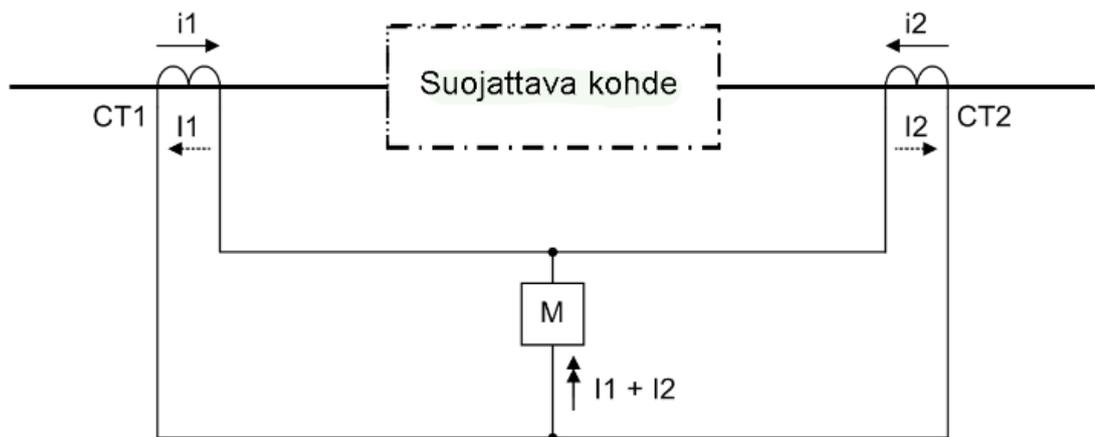 i1
i2
Suojattava kohde
CT1
I1
I2
CT2
M
I1 + I2